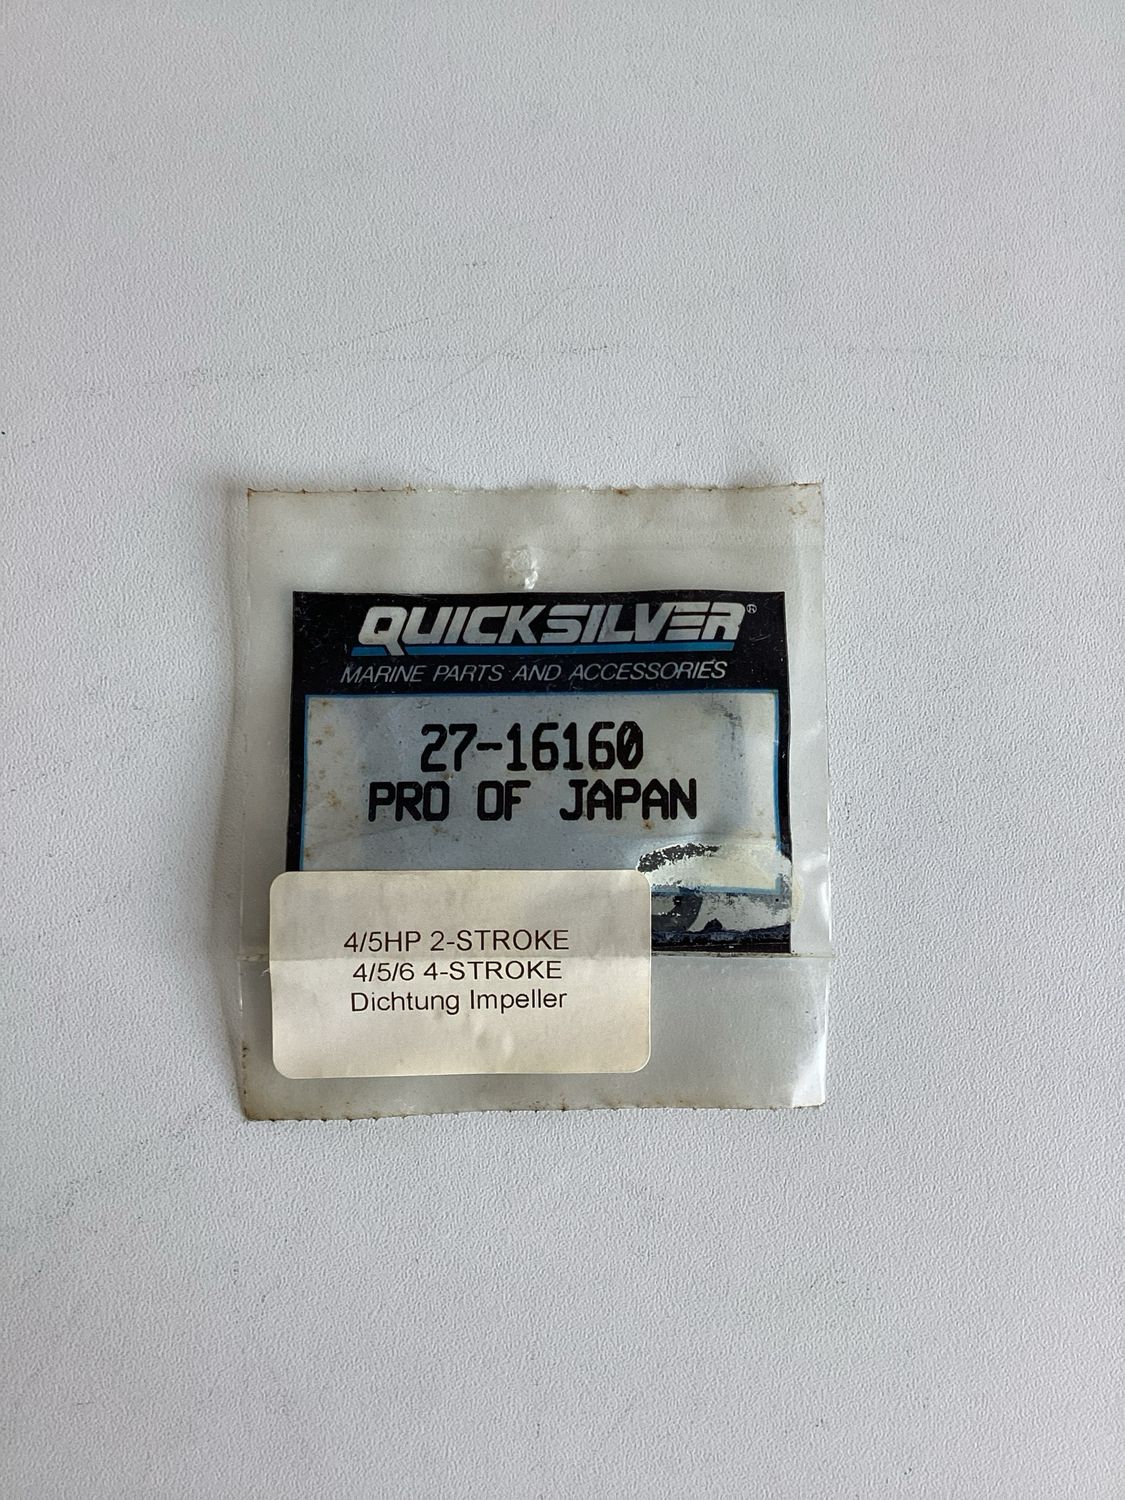 QUICKSILVER®
MARINE PARTS AND ACCESSORIES
27-16160
PRO OF JAPAN
4/5HP 2-STROKE
4/5/6 4-STROKE
Dichtung Impeller